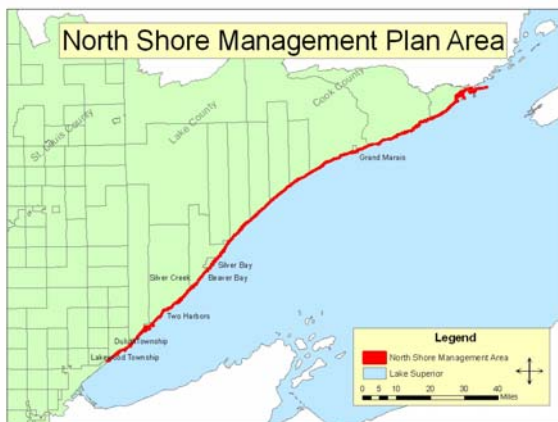 North Shore Management Plan Area
St Louis County
Lake County
Cook County
Grand Marais
Silver Bay
Silver Creek
Beaver Bay
Two Harbors
Duluth Township
Lakewood Township
Legend
North Shore Management Area
Lake Superior
0 5 10 20 30 40
Miles